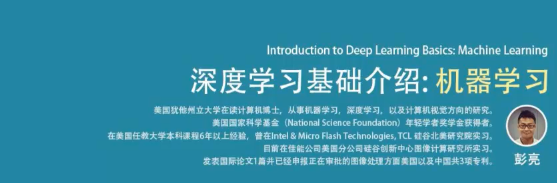 Introduction to Deep Learning Basics: Machine Learning
深度学习基础介绍: 机器学习
美国犹他州立大学在读计算机博士，从事机器学习，深度学习，以及计算机视觉方向的研究。
美国国家科学基金（National Science Foundation）年轻学者奖学金获得者。
在美国任教大学本科课程6年以上经验，曾在Intel & Micro Flash Technologies, TCL 硅谷北美研究院实习。
目前在佳能公司美国分公司硅谷创新中心图像计算研究所实习。
发表国际论文1篇并已经申报正在审批的图像处理方面美国以及中国共3项专利。
彭亮